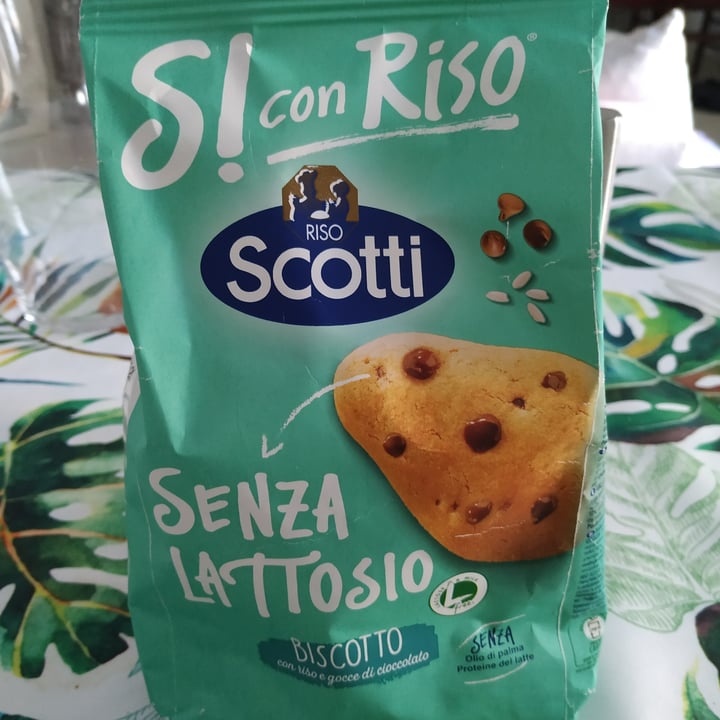 S! con Riso®
RISO
Scotti
SENZA
LATTOSIO
BISCOTTO
con riso e gocce di cioccolato
SENZA
Olio di palma
Proteine del latte